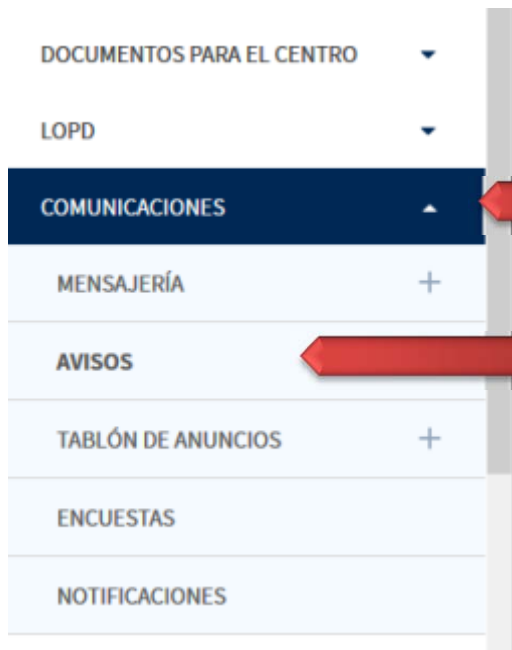 DOCUMENTOS PARA EL CENTRO
LOPD
COMUNICACIONES
MENSAJERÍA
AVISOS
TABLÓN DE ANUNCIOS
ENCUESTAS
NOTIFICACIONES